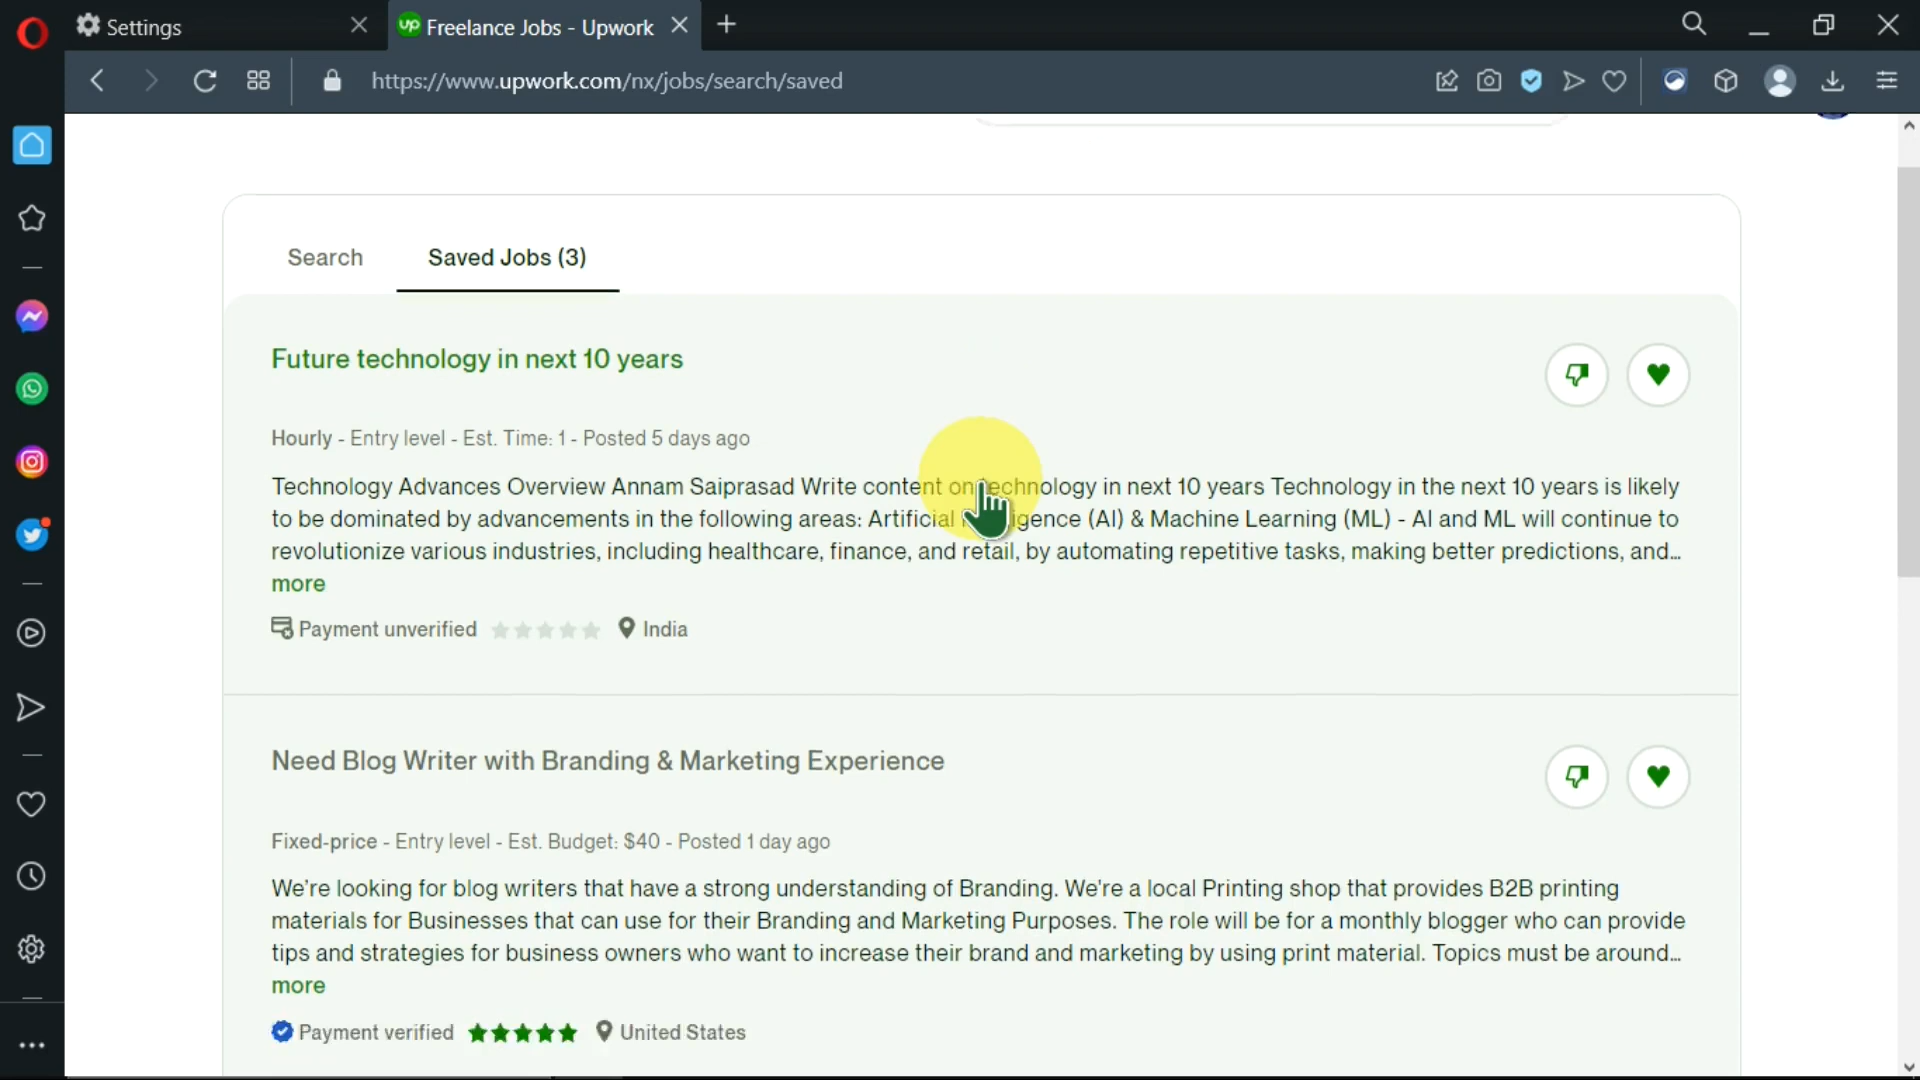 Settings
Freelance Jobs - Upwork
https://www.upwork.com/nx/jobs/search/saved
Search
Saved Jobs (3)
Future technology in next 10 years
Hourly - Entry level - Est. Time: 1 - Posted 5 days ago
Technology Advances Overview Annam Saiprasad Write content on technology in next 10 years Technology in the next 10 years is likely
to be dominated by advancements in the following areas: Artificial Intelligence (AI) & Machine Learning (ML) - AI and ML will continue to
revolutionize various industries, including healthcare, finance, and retail, by automating repetitive tasks, making better predictions, and...
more
Payment unverified
India
Need Blog Writer with Branding & Marketing Experience
Fixed-price - Entry level - Est. Budget: $40 - Posted 1 day ago
We're looking for blog writers that have a strong understanding of Branding. We're a local Printing shop that provides B2B printing
materials for Businesses that can use for their Branding and Marketing Purposes. The role will be for a monthly blogger who can provide
tips and strategies for business owners who want to increase their brand and marketing by using print material. Topics must be around...
more
Payment verified
United States